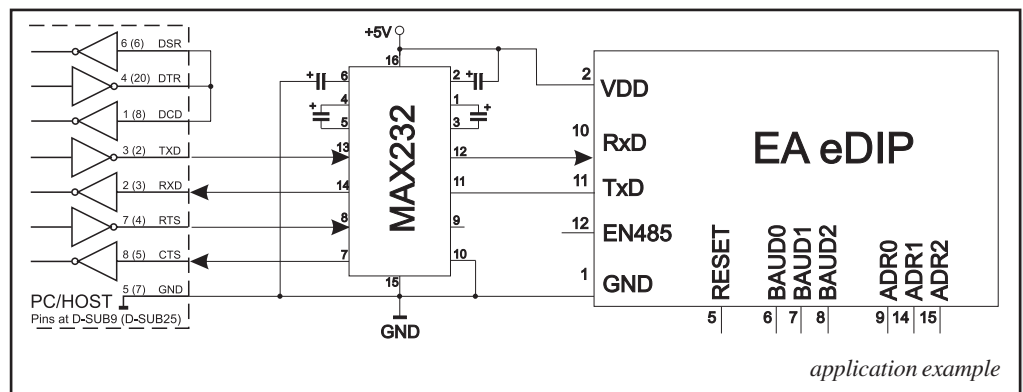 6 (6) DSR
4 (20) DTR
1 (8) DCD
3 (2) TXD
2 (3) RXD
7 (4) RTS
8 (5) CTS
5 (7) GND
PC/HOST
Pins at D-SUB9 (D-SUB25)
+5V
16
+ 6
2 +
4
1
+
+
5
3
13
12
14
11
8
9
7
10
15
MAX232
GND
2 VDD
10 RxD
11 TxD
12 EN485
1 GND
EA eDIP
RESET
BAUD0
BAUD1
BAUD2
ADR0
ADR1
ADR2
5 6 7 8 9 14 15
application example